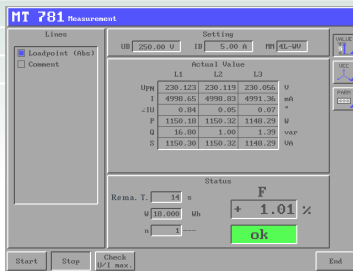 MT 781 Measurement
Lines
Loadpoint (Abs)
Comment
Setting
UB 250.00 U IB 5.00 A MM 4L-WV
Actual Value
L1 L2 L3
UPN 230.123 230.119 230.056 V
I 4998.65 4998.83 4991.36 mA
∠IU 0.84 0.05 0.07 °
P 1150.18 1150.32 1148.29 W
Q 16.80 1.00 1.39 var
S 1150.30 1150.32 1148.29 VA
Status
Rema. T. 14 s
W 18.000 Wh
n 1 ---
F
+ 1.01 %
ok
VALUE
VEC
PARM
Start Stop Check U/I max. End